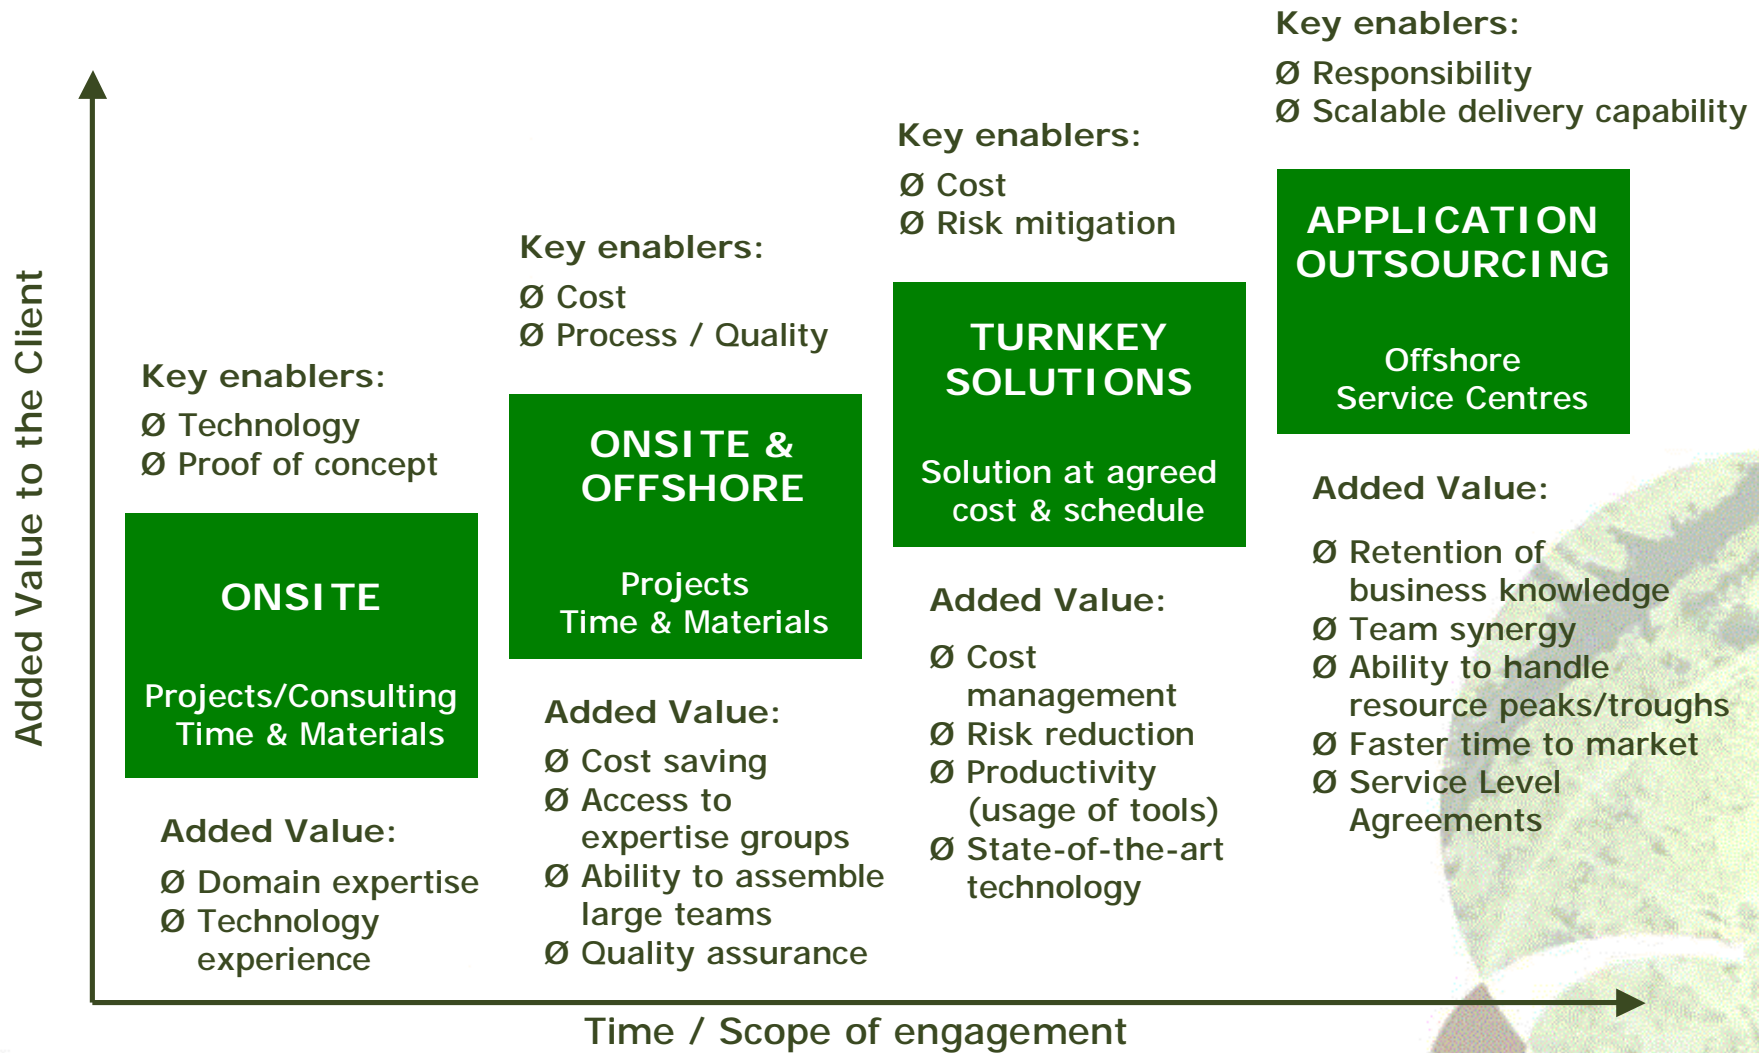 Added Value to the Client
Key enablers:
Ø Technology
Ø Proof of concept
ONSITE
Projects/Consulting
Time & Materials
Added Value:
Ø Domain expertise
Ø Technology
experience
Key enablers:
Ø Cost
Ø Process / Quality
ONSITE &
OFFSHORE
Projects
Time & Materials
Added Value:
Ø Cost saving
Ø Access to
expertise groups
Ø Ability to assemble
large teams
Ø Quality assurance
Key enablers:
Ø Cost
Ø Risk mitigation
TURNKEY
SOLUTIONS
Solution at agreed
cost & schedule
Added Value:
Ø Cost
management
Ø Risk reduction
Ø Productivity
(usage of tools)
Ø State-of-the-art
technology
Key enablers:
Ø Responsibility
Ø Scalable delivery capability
APPLICATION
OUTSOURCING
Offshore
Service Centres
Added Value:
Ø Retention of
business knowledge
Ø Team synergy
Ø Ability to handle
resource peaks/troughs
Ø Faster time to market
Ø Service Level
Agreements
Time / Scope of engagement